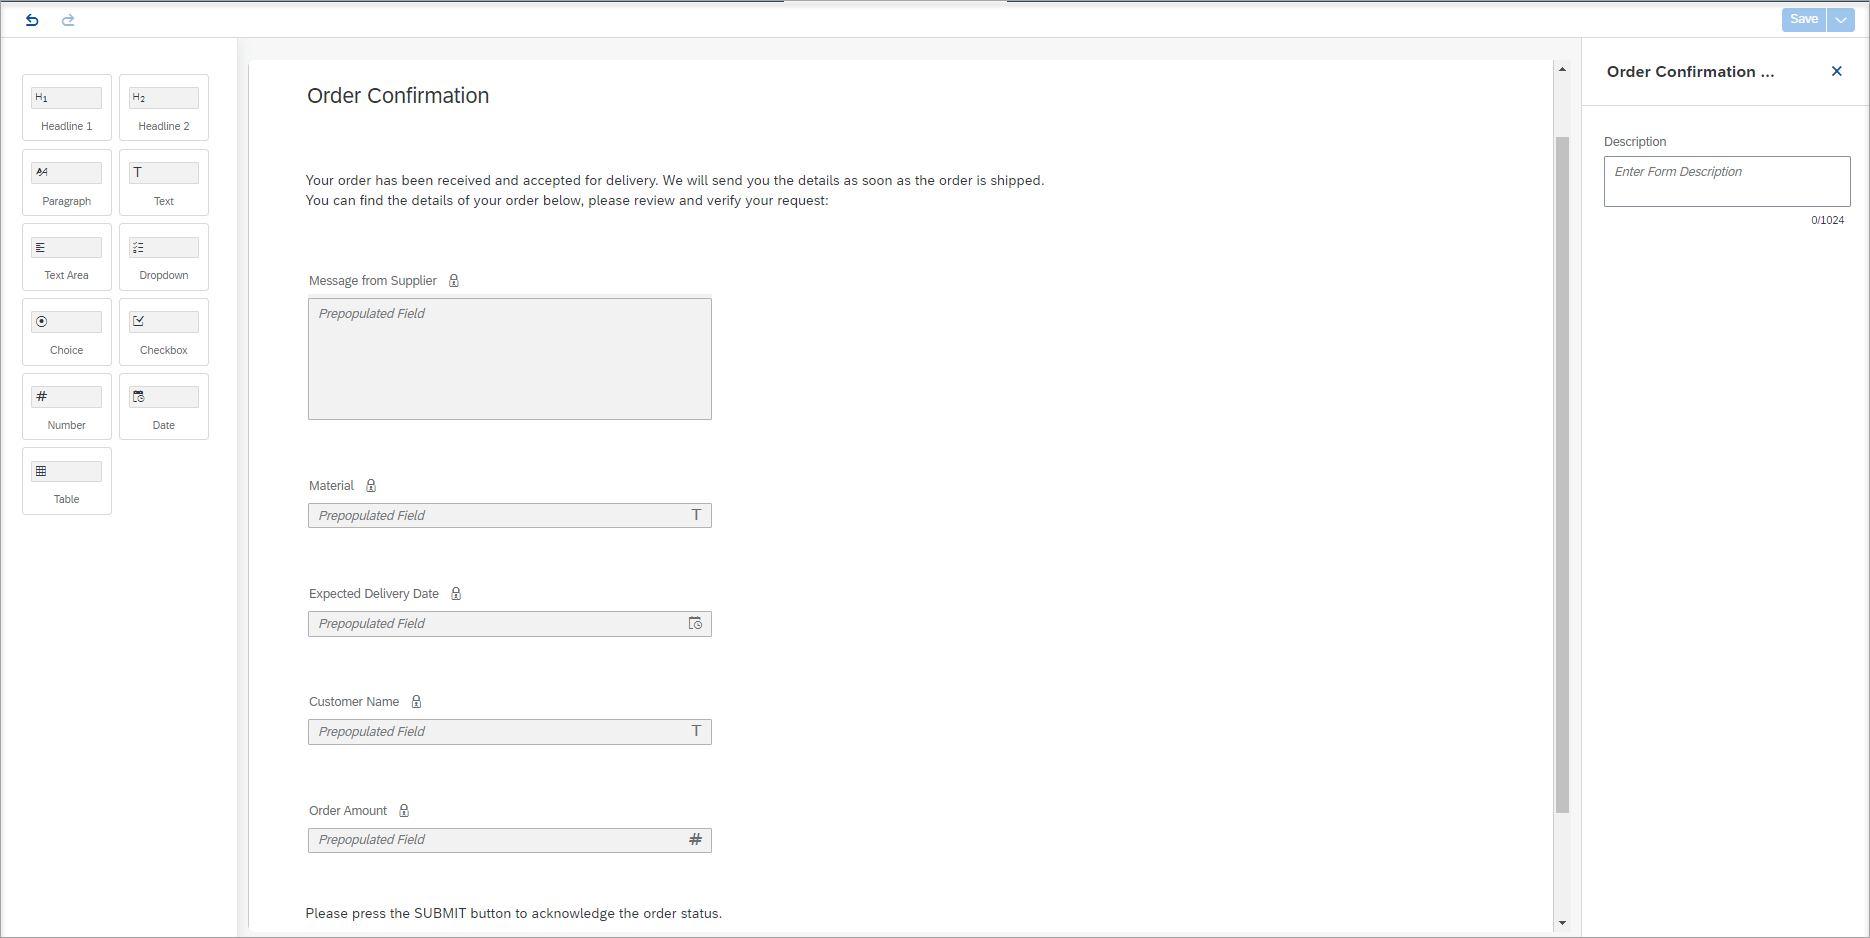 Save
H1
Headline 1
H2
Headline 2
Paragraph
T
Text
Text Area
Dropdown
Choice
Checkbox
#
Number
Date
Table
Order Confirmation
Your order has been received and accepted for delivery. We will send you the details as soon as the order is shipped.
You can find the details of your order below, please review and verify your request:
Message from Supplier
Prepopulated Field
Material
Prepopulated Field T
Expected Delivery Date
Prepopulated Field
Customer Name
Prepopulated Field T
Order Amount
Prepopulated Field #
Please press the SUBMIT button to acknowledge the order status.
Order Confirmation ...
Description
Enter Form Description
0/1024